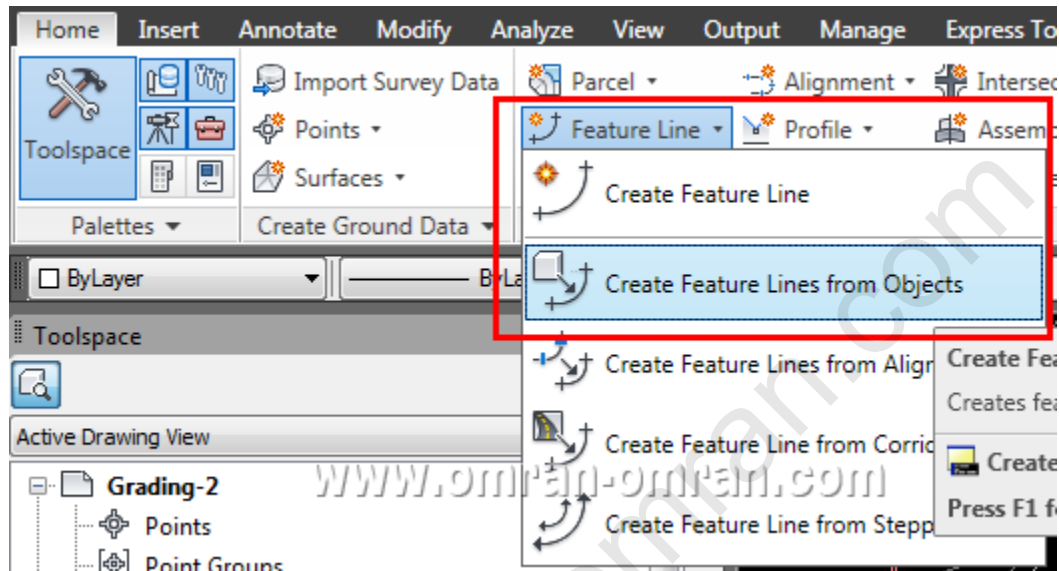 Home Insert Annotate Modify Analyze View Output Manage Express To
Import Survey Data Parcel Alignment Intersec
Points Feature Line Profile Assem
Toolspace
Surfaces
Create Feature Line
Palettes Create Ground Data
ByLayer ByLa
Create Feature Lines from Objects
Toolspace
Create Feature Lines from Align
Create Fea
Creates fea
Active Drawing View
Create Feature Line from Corrid
Create
Grading-2
www.omran-omran.com
Press F1 fo
Points
Create Feature Line from Stepp
Point Groups